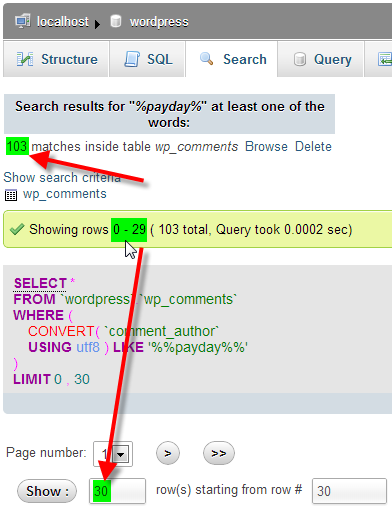 localhost ▸ wordpress
Structure SQL Search Query
Search results for "%payday%" at least one of the
words:
103 matches inside table wp_comments Browse Delete
Show search criteria
wp_comments
Showing rows 0 - 29 ( 103 total, Query took 0.0002 sec)
SELECT *
FROM `wordpress`.`wp_comments`
WHERE (
CONVERT( `comment_author`
USING utf8 ) LIKE '%%payday%%'
)
LIMIT 0 , 30
Page number: 1 > >>
Show : 30 row(s) starting from row # 30